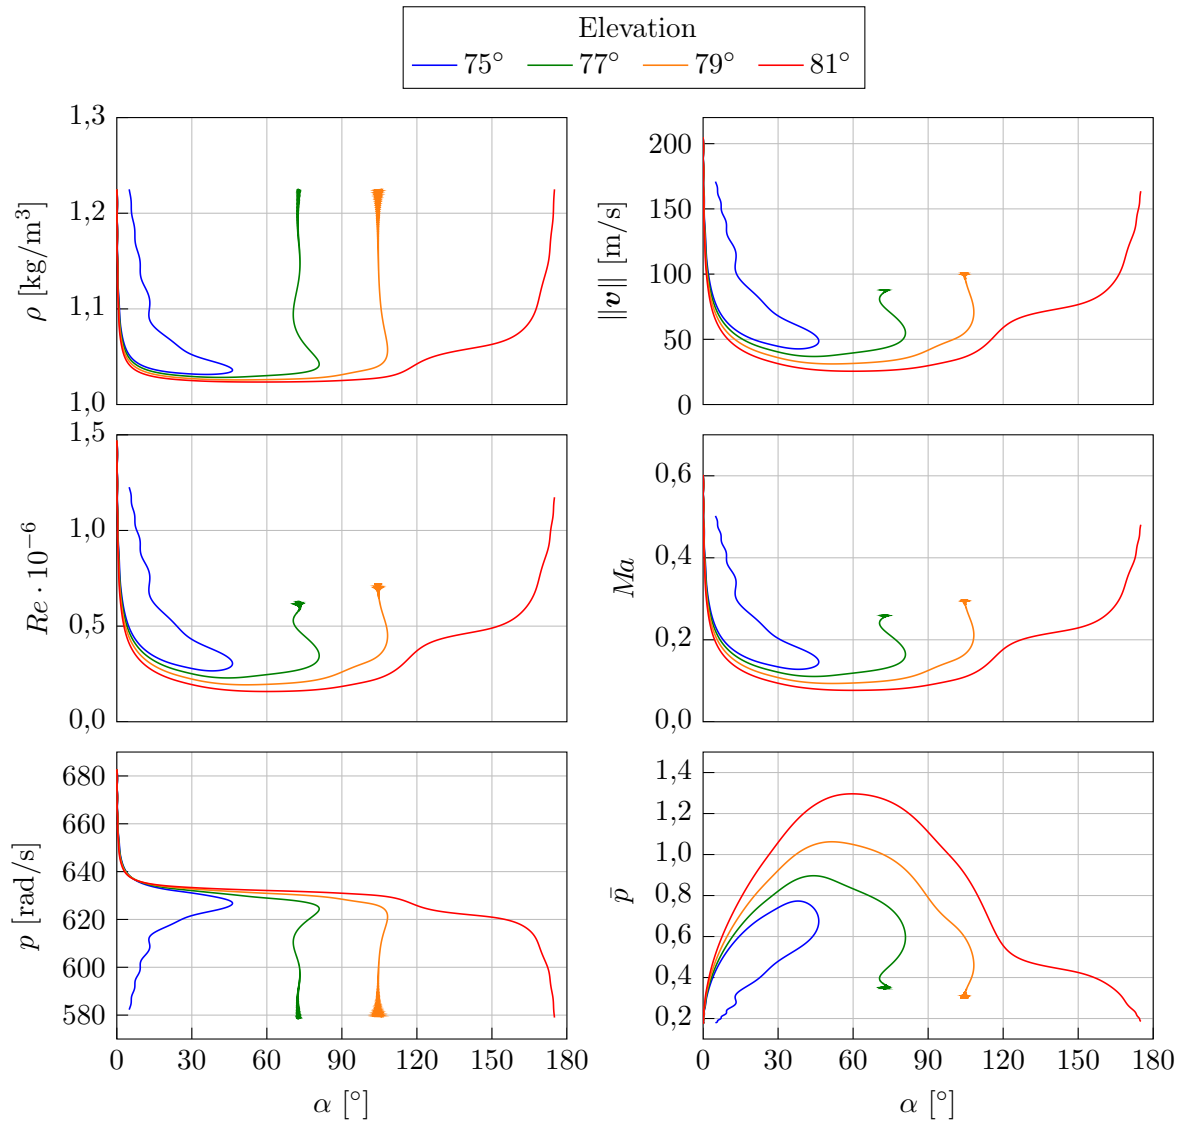 Elevation
75° 77° 79° 81°
1,3
1,2
1,1
1,0
ρ [kg/m³]
200
150
100
50
0
‖v‖ [m/s]
1,5
1,0
0,5
0,0
Re · 10⁻⁶
0,6
0,4
0,2
0,0
Ma
680
660
640
620
600
580
p [rad/s]
0 30 60 90 120 150 180
α [°]
1,4
1,2
1,0
0,8
0,6
0,4
0,2
p̄
0 30 60 90 120 150 180
α [°]